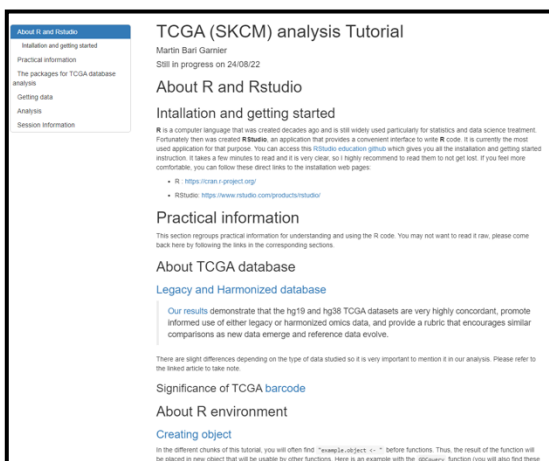 About R and Rstudio
Intallation and getting started
Practical information
The packages for TCGA database
analysis
Getting data
Analysis
Session Information
TCGA (SKCM) analysis Tutorial
Martin Bari Garnier
Still in progress on 24/08/22
About R and Rstudio
Intallation and getting started
R is a computer language that was created decades ago and is still widely used particularly for statistics and data science treatment.
Fortunately then was created RStudio, an application that provides a convenient interface to write R code. It is currently the most
used application for that purpose. You can access this RStudio education github which gives you all the installation and getting started
instruction. It takes a few minutes to read and it is very clear, so I highly recommend to read them to not get lost. If you feel more
comfortable, you can follow these direct links to the installation web pages:
• R : https://cran.r-project.org/
• RStudio: https://www.rstudio.com/products/rstudio/
Practical information
This section regroups practical information for understanding and using the R code. You may not want to read it raw, please come
back here by following the links in the corresponding sections.
About TCGA database
Legacy and Harmonized database
Our results demonstrate that the hg19 and hg38 TCGA datasets are very highly concordant, promote
informed use of either legacy or harmonized omics data, and provide a rubric that encourages similar
comparisons as new data emerge and reference data evolve.
There are slight differences depending on the type of data studied so it is very important to mention it in our analysis. Please refer to
the linked article to take note.
Significance of TCGA barcode
About R environment
Creating object
In the different chunks of this tutorial, you will often find "example.object <- " before functions. Thus, the result of the function will
be placed in new object that will be usable by other functions. Here is an example with the GDCquery function (you will also find these